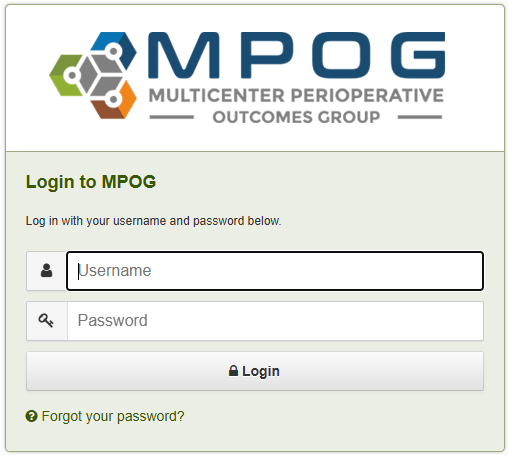 MPOG
MULTICENTER PERIOPERATIVE
OUTCOMES GROUP
Login to MPOG
Log in with your username and password below.
Username
Password
Login
Forgot your password?